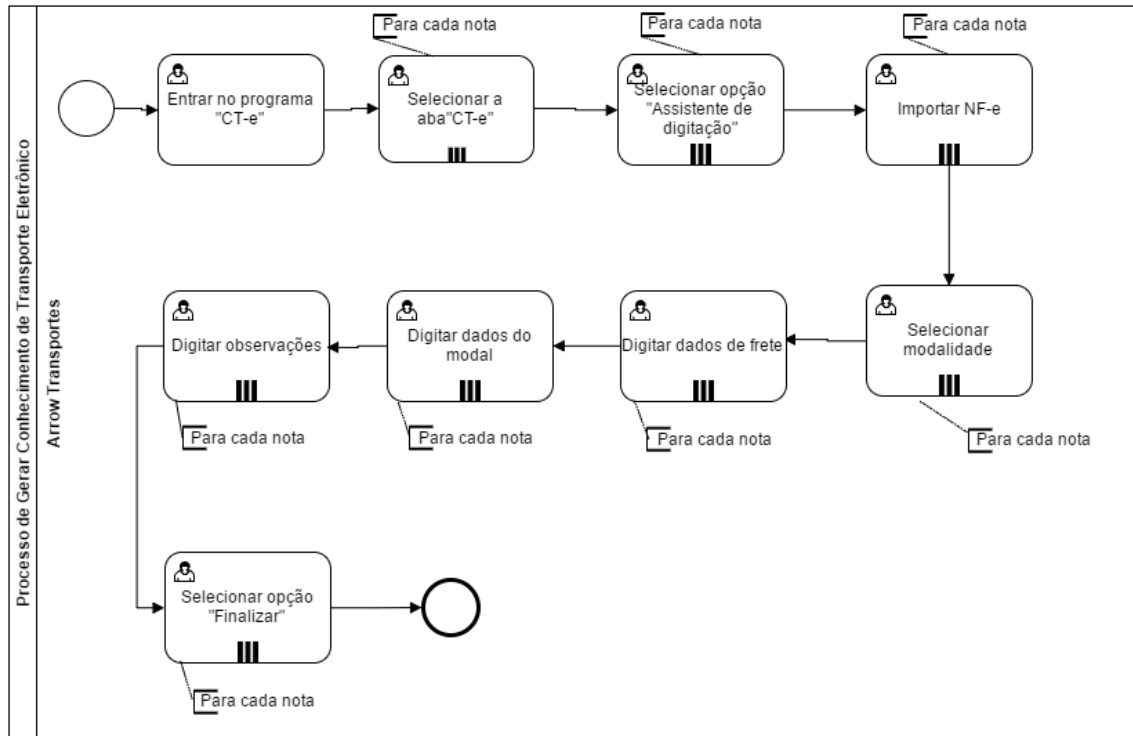 Processo de Gerar Conhecimento de Transporte Eletrônico
Arrow Transportes
Para cada nota
Para cada nota
Para cada nota
Entrar no programa
"CT-e"
Selecionar a
aba"CT-e"
Selecionar opção
"Assistente de
digitação"
Importar NF-e
Selecionar
modalidade
Para cada nota
Digitar dados de frete
Para cada nota
Digitar dados do
modal
Para cada nota
Digitar observações
Para cada nota
Selecionar opção
"Finalizar"
Para cada nota